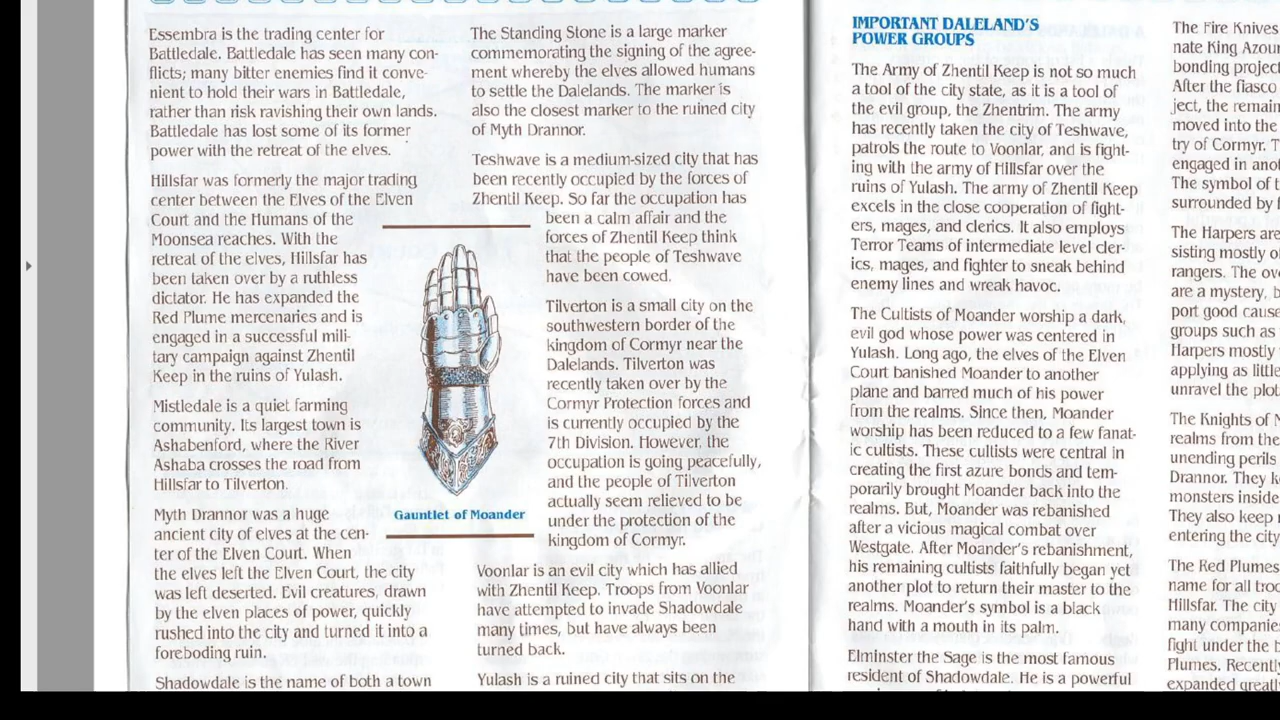 Essembra is the trading center for
Battledale. Battledale has seen many con-
flicts; many bitter enemies find it conve-
nient to hold their wars in Battledale,
rather than risk ravishing their own lands.
Battledale has lost some of its former
power with the retreat of the elves.
Hillsfar was formerly the major trading
center between the Elves of the Elven
Court and the Humans of the
Moonsea reaches. With the
retreat of the elves, Hillsfar has
been taken over by a ruthless
dictator. He has expanded the
Red Plume mercenaries and is
engaged in a successful mili-
tary campaign against Zhentil
Keep in the ruins of Yulash.
Mistledale is a quiet farming
community. Its largest town is
Ashabenford, where the River
Ashaba crosses the road from
Hillsfar to Tilverton.
Myth Drannor was a huge
ancient city of elves at the cen-
ter of the Elven Court. When
the elves left the Elven Court, the city
was left deserted. Evil creatures, drawn
by the elven places of power, quickly
rushed into the city and turned it into a
foreboding ruin.
Shadowdale is the name of both a town
Gauntlet of Moander
The Standing Stone is a large marker
commemorating the signing of the agree-
ment whereby the elves allowed humans
to settle the Dalelands. The marker is
also the closest marker to the ruined city
of Myth Drannor.
Teshwave is a medium-sized city that has
been recently occupied by the forces of
Zhentil Keep. So far the occupation has
been a calm affair and the
forces of Zhentil Keep think
that the people of Teshwave
have been cowed.
Tilverton is a small city on the
southwestern border of the
kingdom of Cormyr near the
Dalelands. Tilverton was
recently taken over by the
Cormyr Protection forces and
is currently occupied by the
7th Division. However, the
occupation is going peacefully,
and the people of Tilverton
actually seem relieved to be
under the protection of the
kingdom of Cormyr.
Voonlar is an evil city which has allied
with Zhentil Keep. Troops from Voonlar
have attempted to invade Shadowdale
many times, but have always been
turned back.
Yulash is a ruined city that sits on the
IMPORTANT DALELAND'S
POWER GROUPS
The Army of Zhentil Keep is not so much
a tool of the city state, as it is a tool of
the evil group, the Zhentrim. The army
has recently taken the city of Teshwave,
patrols the route to Voonlar, and is fight-
ing with the army of Hillsfar over the
ruins of Yulash. The army of Zhentil Keep
excels in the close cooperation of fight-
ers, mages, and clerics. It also employs
Terror Teams of intermediate level cler-
ics, mages, and fighter to sneak behind
enemy lines and wreak havoc.
The Cultists of Moander worship a dark,
evil god whose power was centered in
Yulash. Long ago, the elves of the Elven
Court banished Moander to another
plane and barred much of his power
from the realms. Since then, Moander
worship has been reduced to a few fanat-
ic cultists. These cultists were central in
creating the first azure bonds and tem-
porarily brought Moander back into the
realms. But, Moander was rebanished
after a vicious magical combat over
Westgate. After Moander's rebanishment,
his remaining cultists faithfully began yet
another plot to return their master to the
realms. Moander's symbol is a black
hand with a mouth in its palm.
Elminster the Sage is the most famous
resident of Shadowdale. He is a powerful
The Fire Knives
nate King Azou
bonding project
After the fiasco
ject, the remain
moved into the
try of Cormyr. T
engaged in anot
The symbol of t
surrounded by f
The Harpers are
sisting mostly o
rangers. The ov
are a mystery, b
port good cause
groups such as
Harpers mostly
applying as little
unravel the plot
The Knights of M
realms from the
unending perils
Drannor. They k
monsters inside
They also keep
entering the city
The Red Plumes
name for all troo
Hillsfar. The city
many companie
fight under the b
Plumes. Recentl
expanded greatl